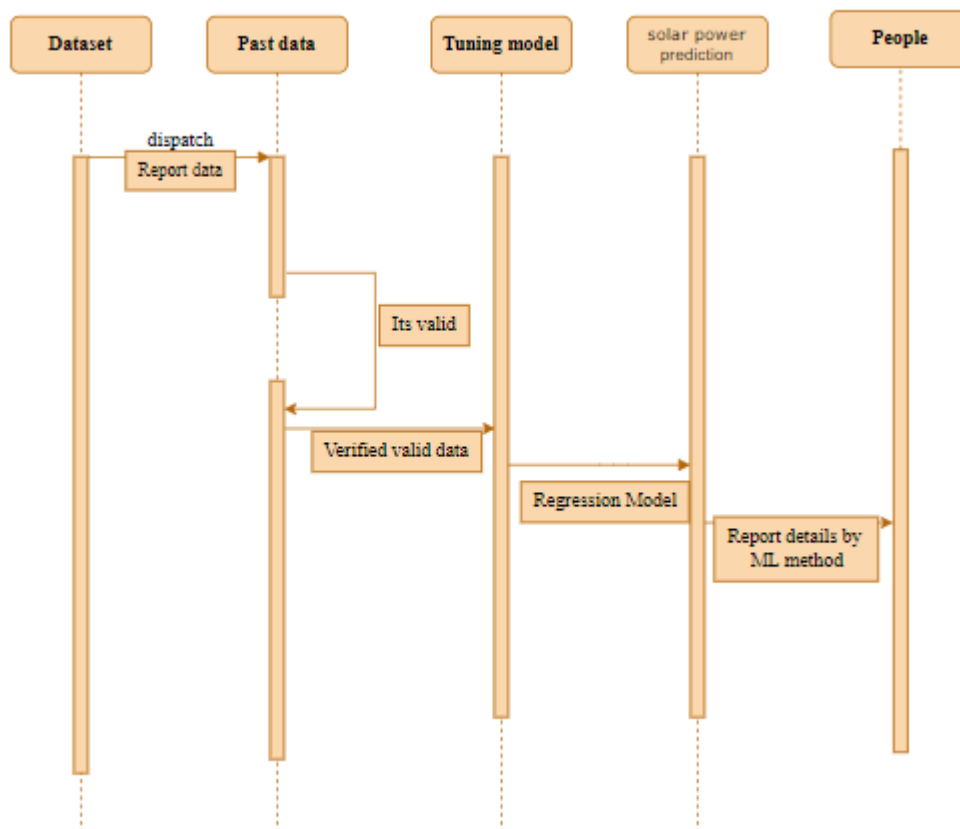 Dataset
Past data
Tuning model
solar power
prediction
People
dispatch
Report data
Its valid
Verified valid data
Regression Model
Report details by
ML method